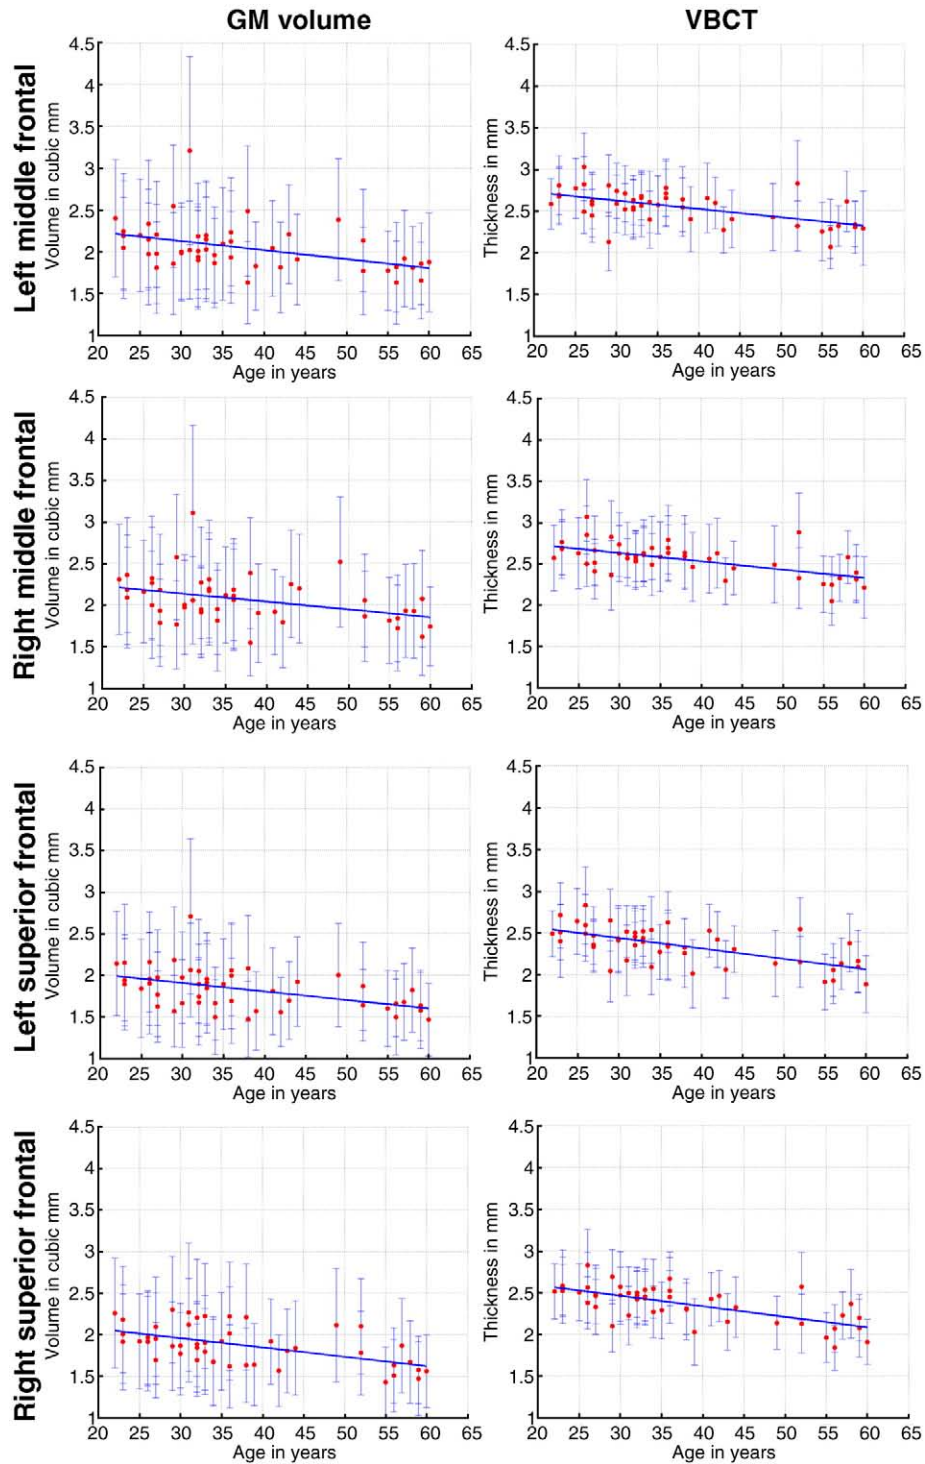 GM volume
VBCT
Left middle frontal
Volume in cubic mm
4.5
4
3.5
3
2.5
2
1.5
1
20 25 30 35 40 45 50 55 60 65
Age in years
Thickness in mm
4.5
4
3.5
3
2.5
2
1.5
1
20 25 30 35 40 45 50 55 60 65
Age in years
Right middle frontal
Volume in cubic mm
4.5
4
3.5
3
2.5
2
1.5
1
20 25 30 35 40 45 50 55 60 65
Age in years
Thickness in mm
4.5
4
3.5
3
2.5
2
1.5
1
20 25 30 35 40 45 50 55 60 65
Age in years
Left superior frontal
Volume in cubic mm
4.5
4
3.5
3
2.5
2
1.5
1
20 25 30 35 40 45 50 55 60 65
Age in years
Thickness in mm
4.5
4
3.5
3
2.5
2
1.5
1
20 25 30 35 40 45 50 55 60 65
Age in years
Right superior frontal
Volume in cubic mm
4.5
4
3.5
3
2.5
2
1.5
1
20 25 30 35 40 45 50 55 60 65
Age in years
Thickness in mm
4.5
4
3.5
3
2.5
2
1.5
1
20 25 30 35 40 45 50 55 60 65
Age in years